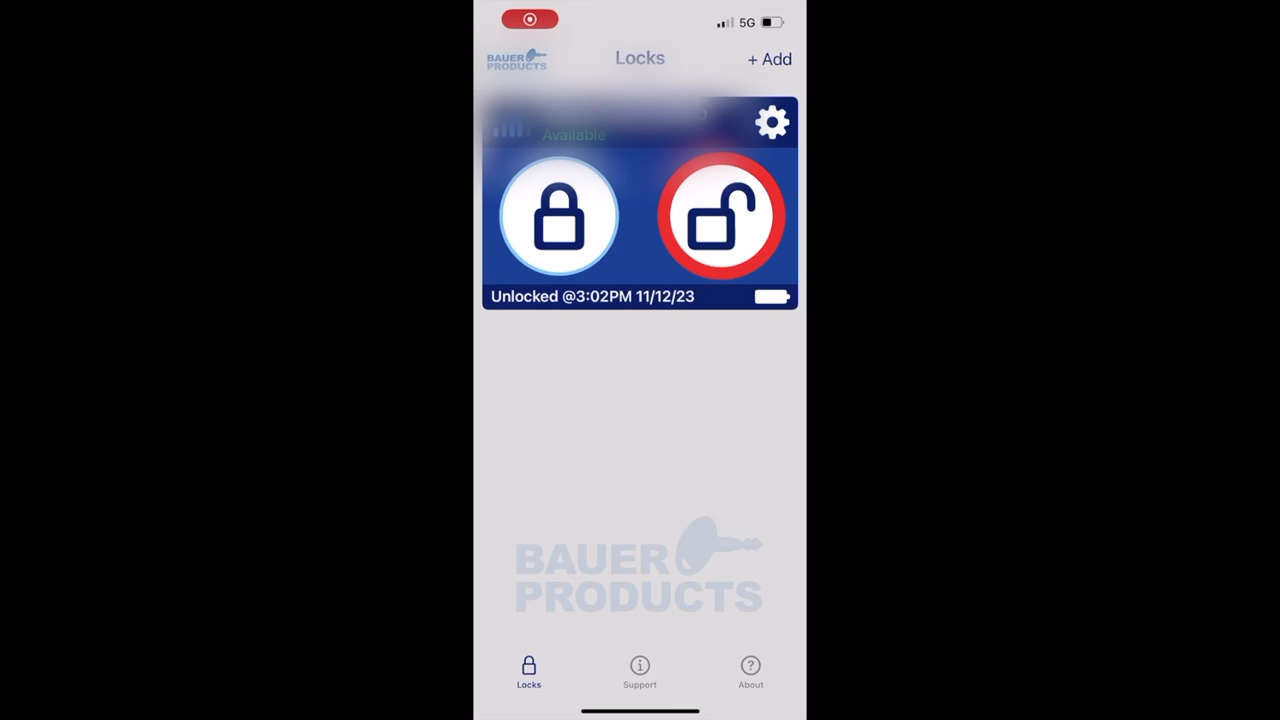 5G
BAUER
PRODUCTS
Locks
+ Add
Available
Unlocked @3:02PM 11/12/23
BAUER
PRODUCTS
Locks
Support
About